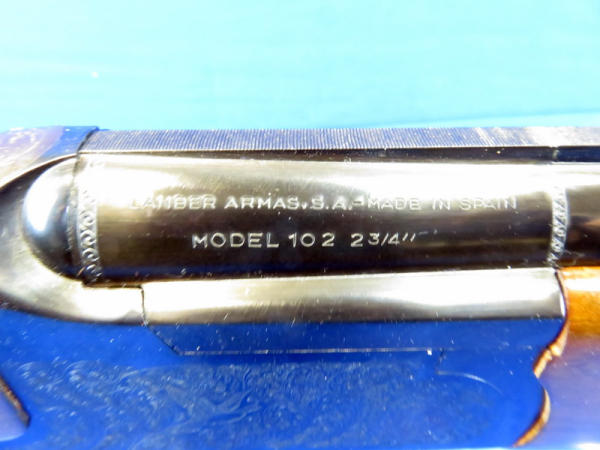 LAMBER ARMAS, S.A.-MADE IN SPAIN
MODEL 102 2 3/4"